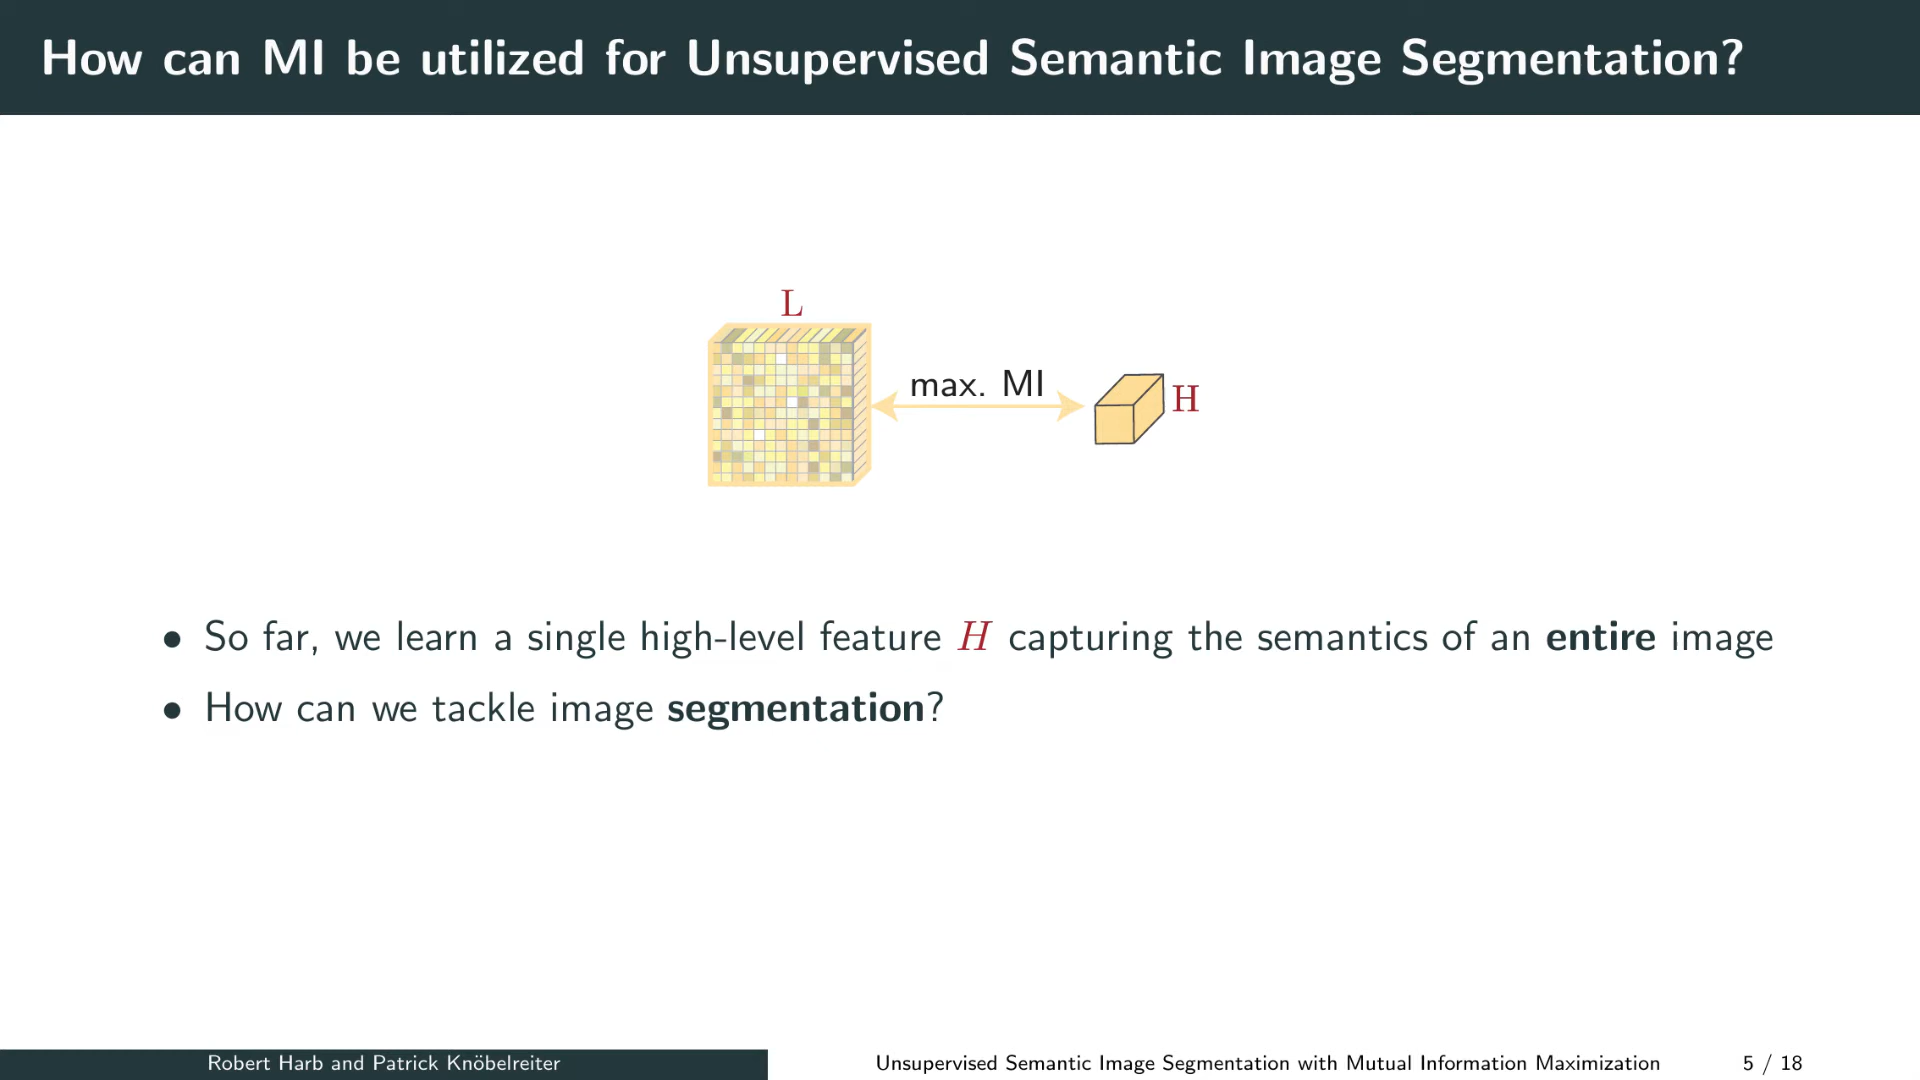 How can MI be utilized for Unsupervised Semantic Image Segmentation?
L
max. MI
H
• So far, we learn a single high-level feature H capturing the semantics of an entire image
• How can we tackle image segmentation?
Robert Harb and Patrick Knöbelreiter
Unsupervised Semantic Image Segmentation with Mutual Information Maximization
5 / 18